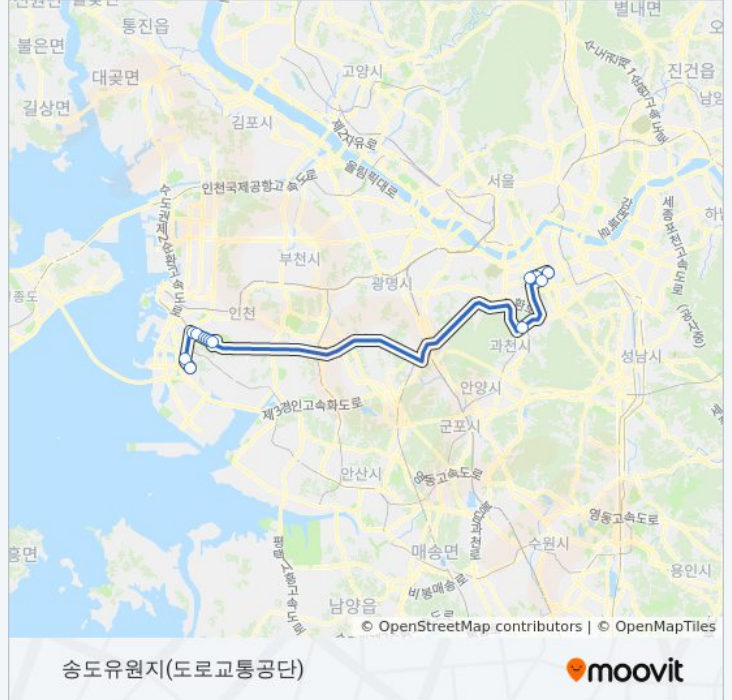 통진읍
별내면
불은면
대곶면
고양시
진건읍
길상면
김포시
제2자유로
올림픽대로
서울
인천국제공항고속도로
강변북로
부천시
광명시
인천
과천시
성남시
안양시
제3경인고속화도로
군포시
안산시
영동고속도로
매송면
수원시
비봉매송로
용인시
남양읍
© OpenStreetMap contributors | © OpenMapTiles
송도유원지(도로교통공단)
moovit